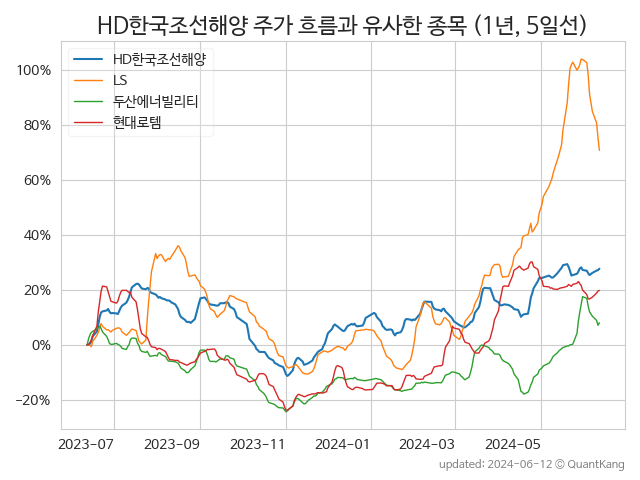 HD한국조선해양 주가 흐름과 유사한 종목 (1년, 5일선)
HD한국조선해양
LS
두산에너빌리티
현대로템
100%
80%
60%
40%
20%
0%
−20%
2023-07 2023-09 2023-11 2024-01 2024-03 2024-05
updated: 2024-06-12 © QuantKang